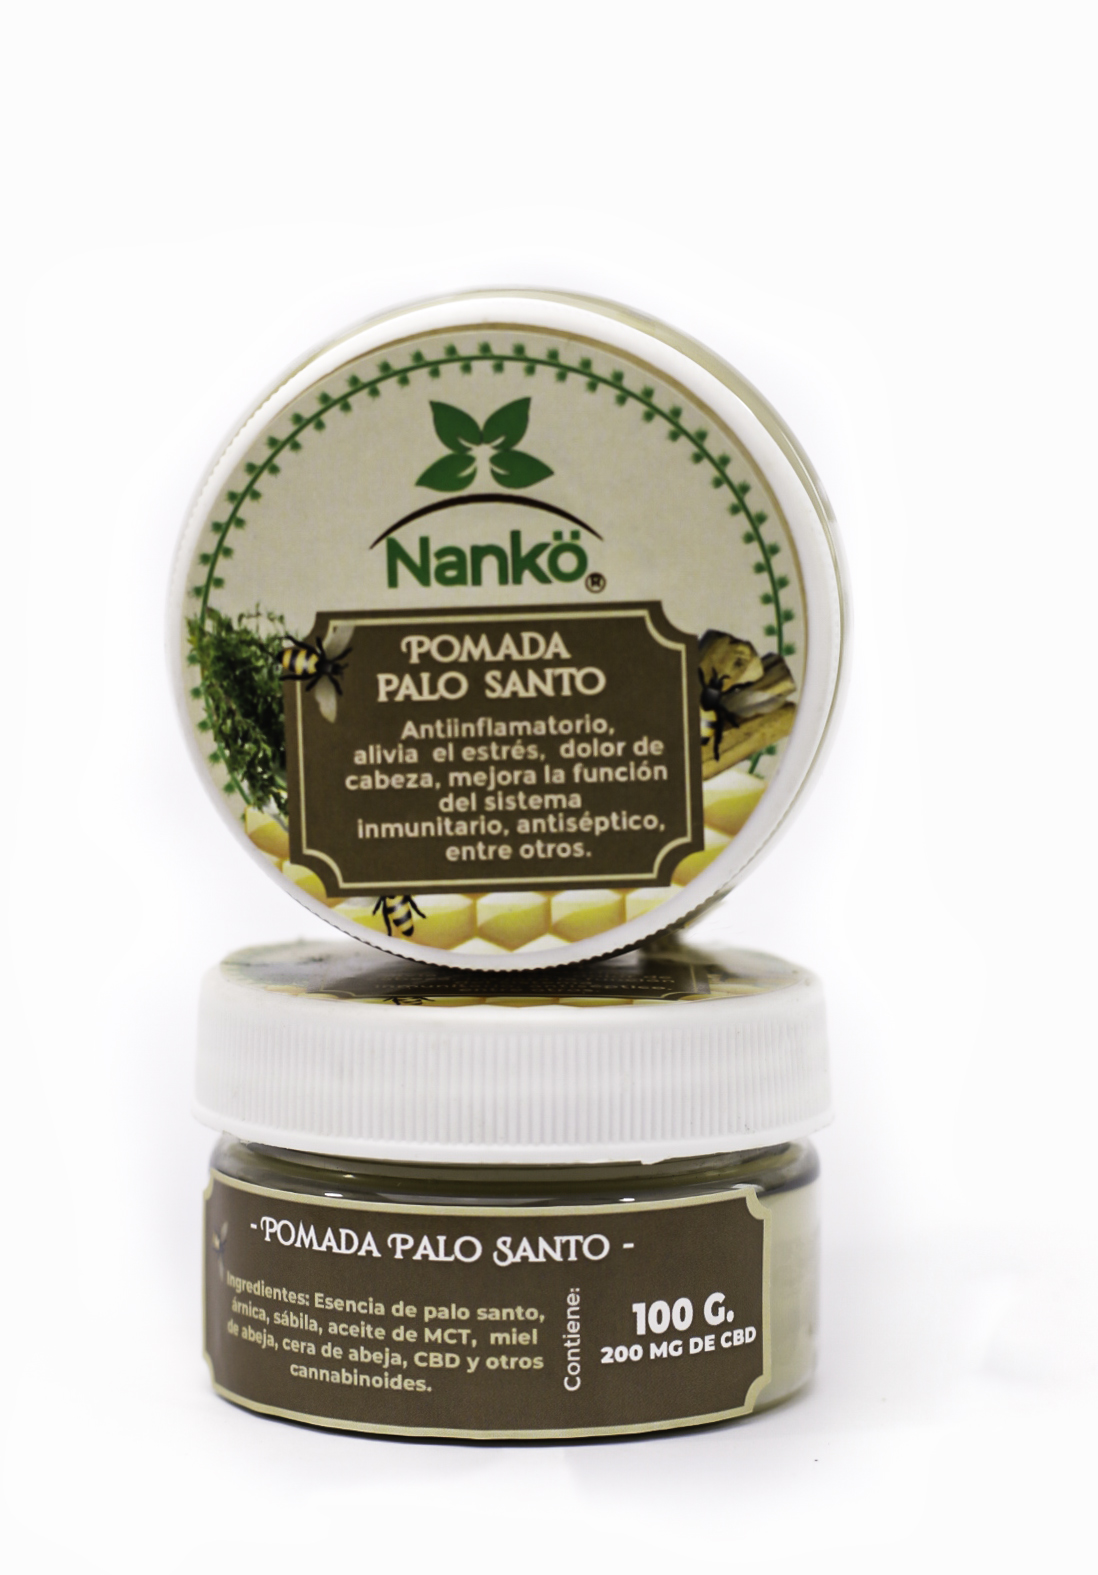 Nankö®
POMADA
PALO SANTO
Antiinflamatorio,
alivia el estrés, dolor de
cabeza, mejora la función
del sistema
inmunitario, antiséptico,
entre otros.
- POMADA PALO SANTO -
Ingredientes: Esencia de palo santo,
árnica, sábila, aceite de MCT, miel
de abeja, cera de abeja, CBD y otros
cannabinoides.
Contiene:
100 G.
200 MG DE CBD